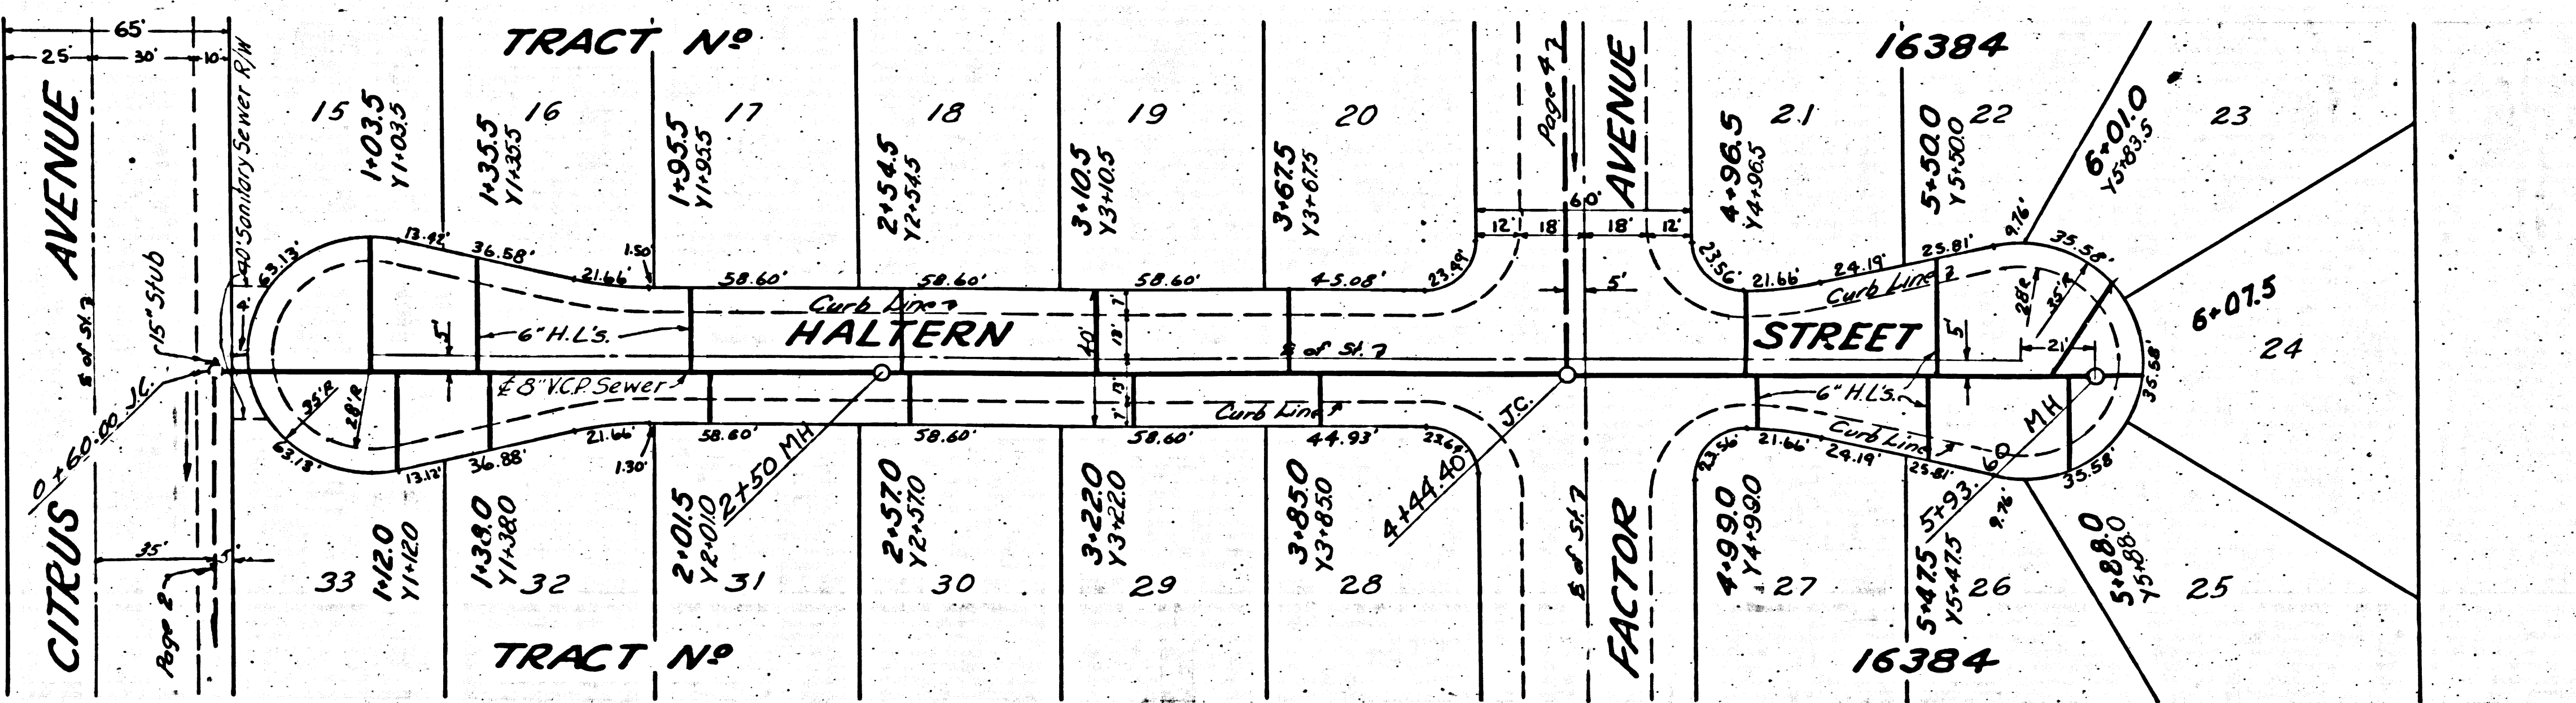 TRACT Nº
16384
65'
25'
30'
10'
CITRUS AVENUE
℄ of St.
40' Sanitary Sewer R/W
15" Stub
0+60.00 J.C.
35'
5'
Page 2
15
1+03.5
Y1+03.5
1+35.5
Y1+35.5
16
1+95.5
Y1+95.5
17
2+54.5
Y2+54.5
18
3+10.5
Y3+10.5
19
3+67.5
Y3+67.5
20
Page 4
FACTOR AVENUE
60'
12'
18'
18'
12'
4+96.5
Y4+96.5
21
5+50.0
Y5+50.0
22
6+01.0
Y5+83.5
23
63.13'
13.42'
36.58'
21.66'
1.50'
58.60'
58.60'
58.60'
45.08'
23.49'
23.56'
21.66'
24.19'
25.81'
9.76'
35.58'
Curb Line
Curb Line
4.
5'
6" H.L's.
HALTERN STREET
40'
7'
18'
13'
7'
℄ of St.
5'
5'
28'R
35'R
21'
6+07.5
24
35.58'
℄ 8" V.C.P. Sewer
35'R
28'R
6" H.L's.
Curb Line
Curb Line
J.C.
4+44.40
MH
5+93.60
63.13'
13.12'
36.88'
21.66'
1.30'
58.60'
58.60'
58.60'
44.93'
23.56'
21.66'
24.19'
25.81'
9.76'
35.58'
33
1+12.0
Y1+12.0
1+38.0
Y1+38.0
32
2+01.5
Y2+01.0
31
2+50 MH
2+57.0
Y2+57.0
30
3+22.0
Y3+22.0
29
3+85.0
Y3+85.0
28
℄ of St.
4+99.0
Y4+99.0
27
5+47.5
Y5+47.5
26
5+88.0
Y5+88.0
25
TRACT Nº
16384